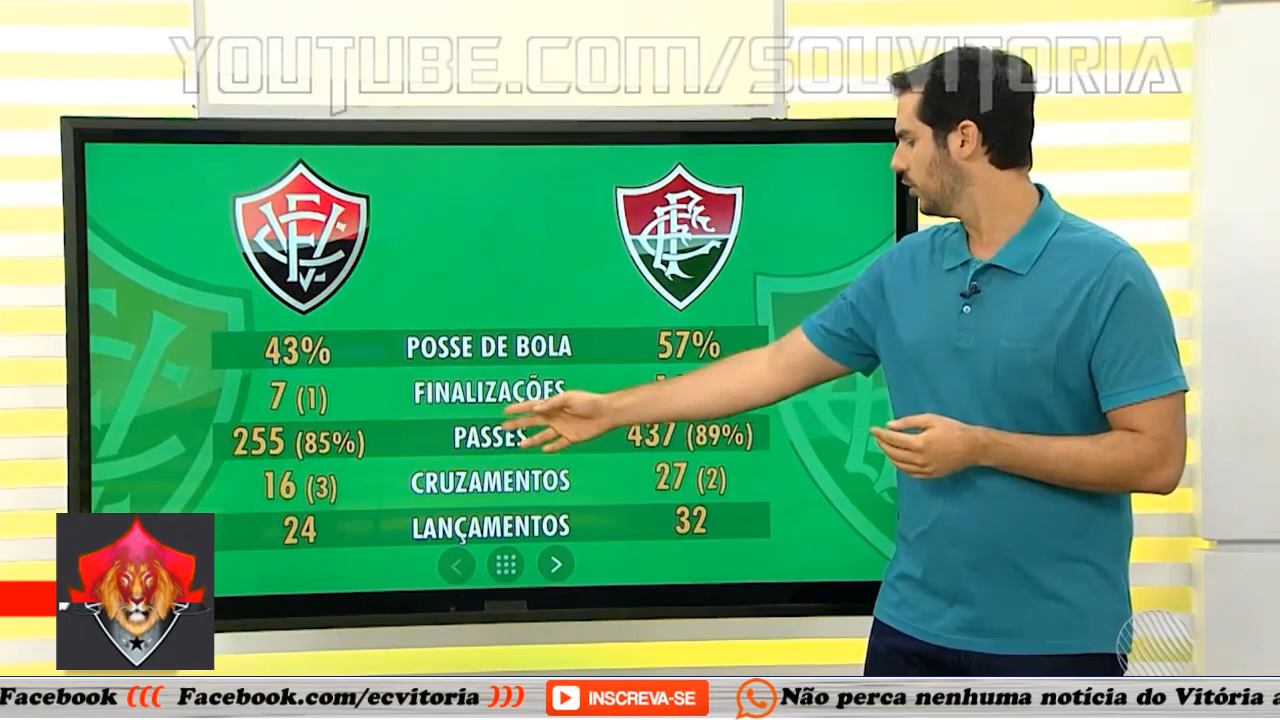 YOUTUBE.COM/SOUVITORIA
43% POSSE DE BOLA 57%
7 (1) FINALIZAÇÕES
255 (85%) PASSES 437 (89%)
16 (3) CRUZAMENTOS 27 (2)
24 LANÇAMENTOS 32
Facebook ((( Facebook.com/ecvitoria ))) INSCREVA-SE Não perca nenhuma notícia do Vitória a